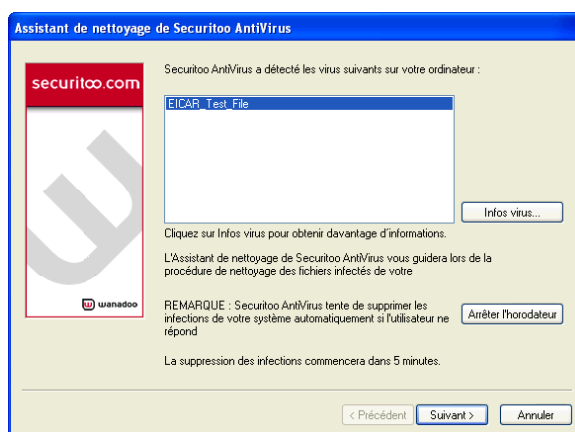 Assistant de nettoyage de Securitoo AntiVirus
securitoo.com
Securitoo AntiVirus a détecté les virus suivants sur votre ordinateur :
EICAR_Test_File
Infos virus...
Cliquez sur Infos virus pour obtenir davantage d'informations.
L'Assistant de nettoyage de Securitoo AntiVirus vous guidera lors de la
procédure de nettoyage des fichiers infectés de votre
wanadoo
REMARQUE : Securitoo AntiVirus tente de supprimer les
infections de votre système automatiquement si l'utilisateur ne
répond
Arrêter l'horodateur
La suppression des infections commencera dans 5 minutes.
< Précédent
Suivant >
Annuler